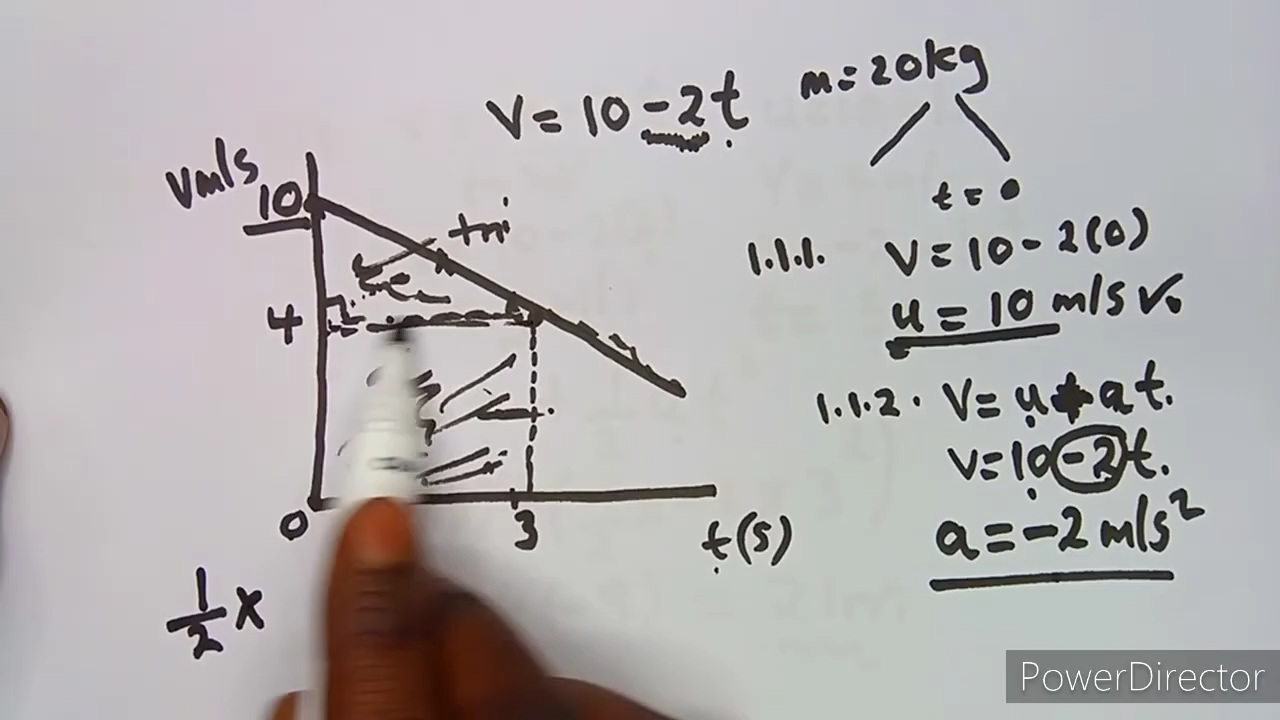 V = 10 - 2t
m = 20kg
V m/s
10
tri
4
0
3
t(s)
1/2 x
t = 0
1.1.1. V = 10 - 2(0)
u = 10 m/s
1.1.2. V = u + at.
V = 10 - 2t.
a = -2 m/s²
PowerDirector